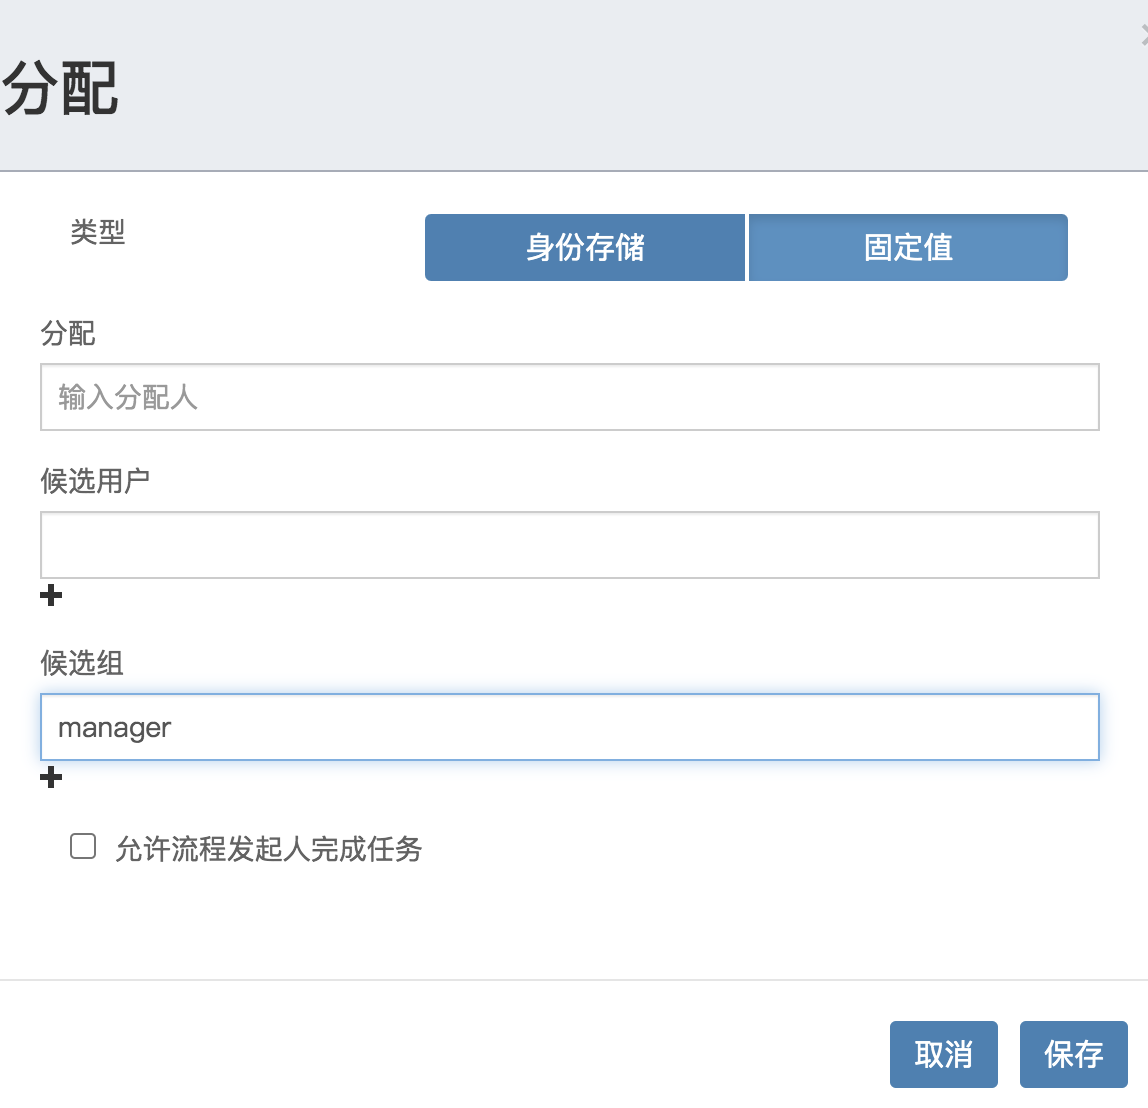 分配
类型
身份存储 固定值
分配
输入分配人
候选用户
候选组
manager
允许流程发起人完成任务
取消 保存